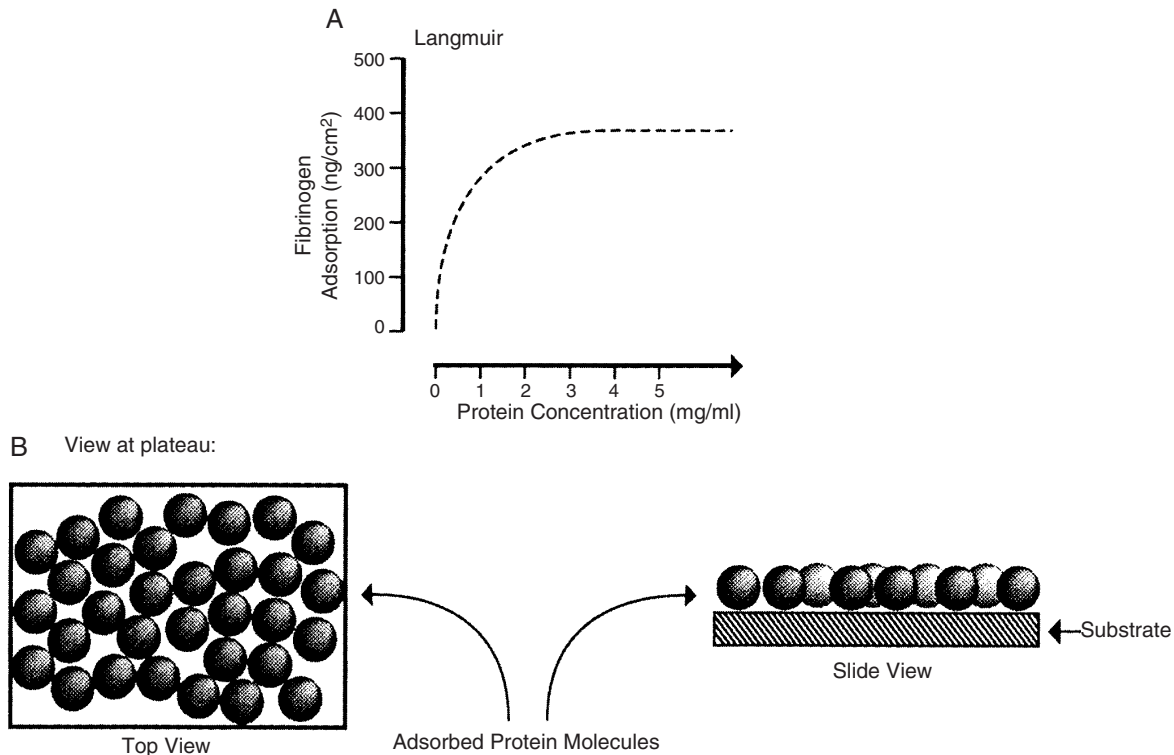 A
Langmuir
500
400
300
200
100
0
Fibrinogen
Adsorption (ng/cm²)
0 1 2 3 4 5
Protein Concentration (mg/ml)
B View at plateau:
Substrate
Slide View
Top View
Adsorbed Protein Molecules